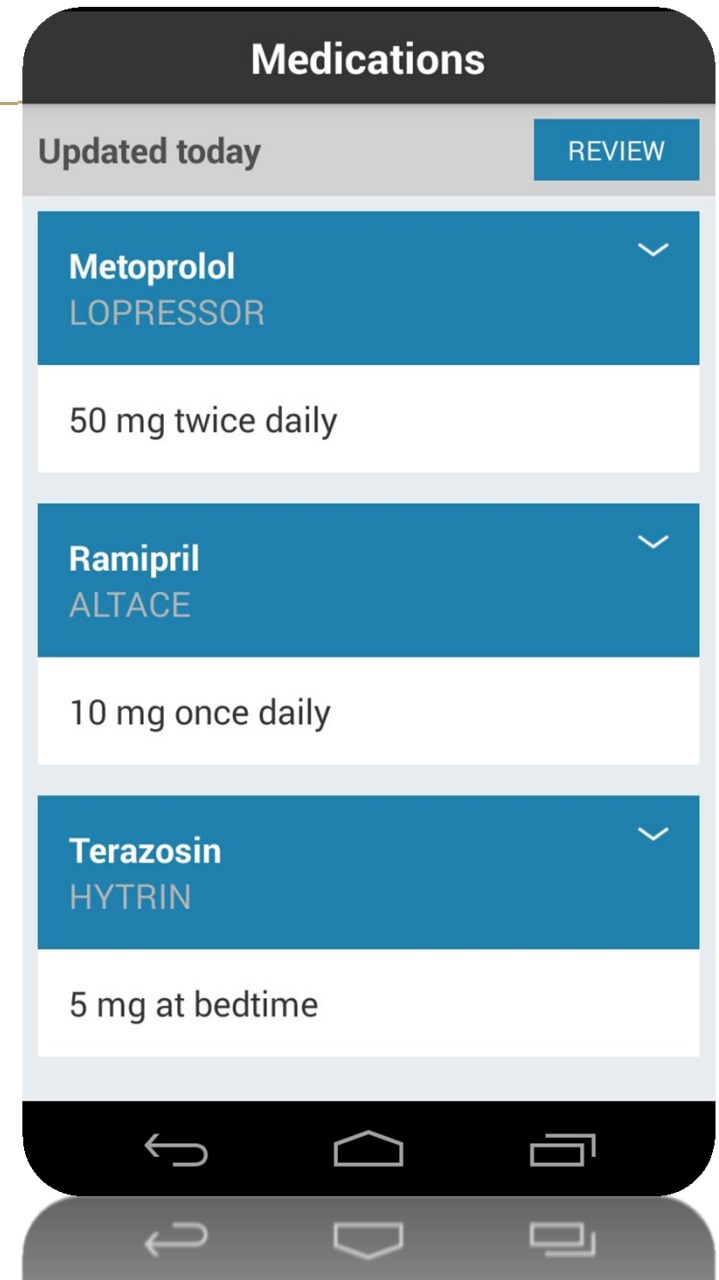 Medications
Updated today
REVIEW
Metoprolol
LOPRESSOR
50 mg twice daily
Ramipril
ALTACE
10 mg once daily
Terazosin
HYTRIN
5 mg at bedtime